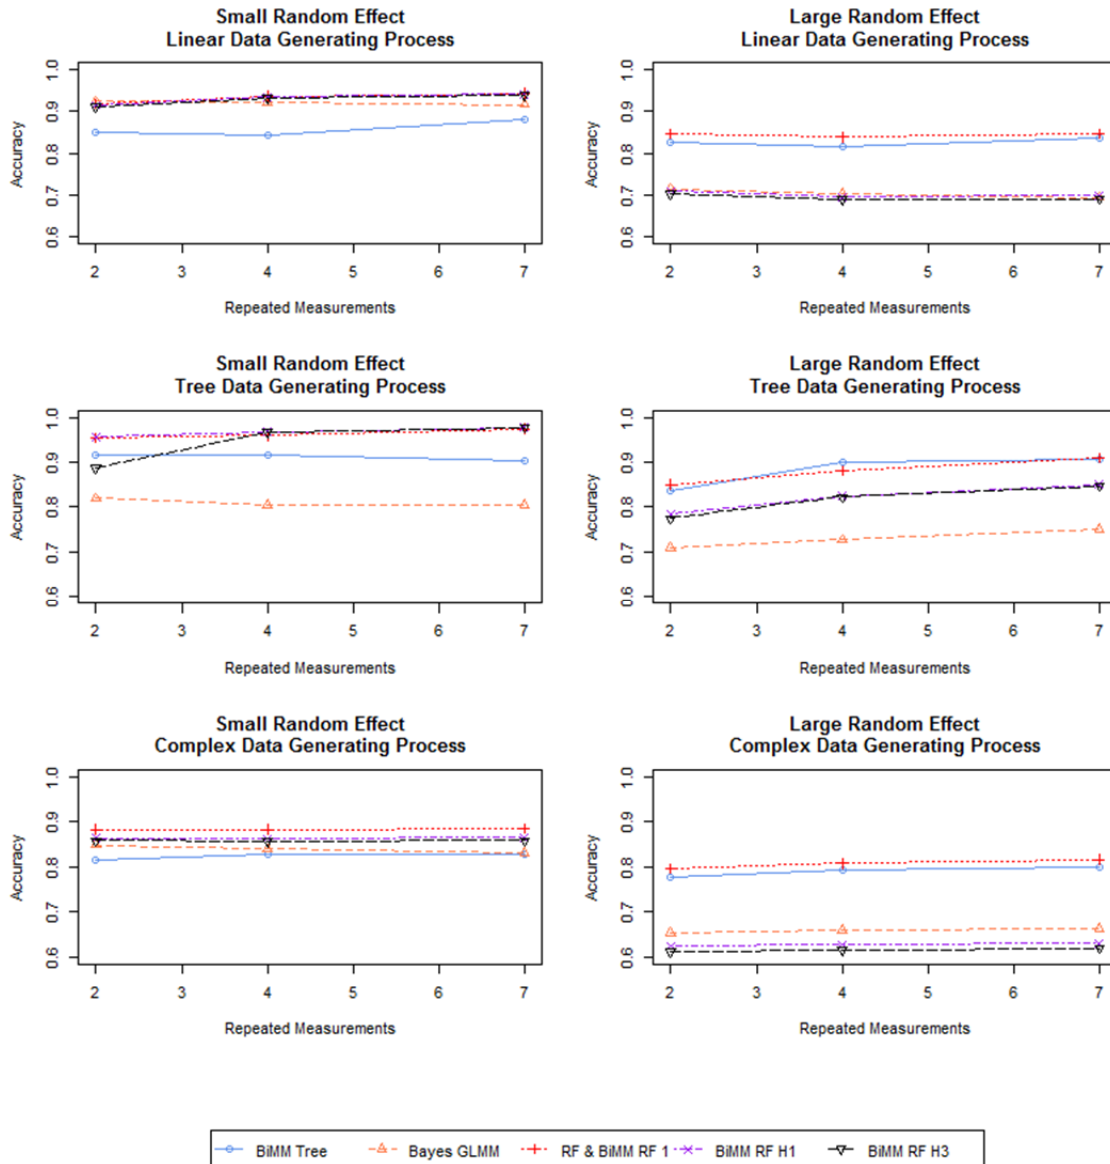 Small Random Effect
Linear Data Generating Process
Accuracy
1.0
0.9
0.8
0.7
0.6
2 3 4 5 6 7
Repeated Measurements
Large Random Effect
Linear Data Generating Process
Accuracy
1.0
0.9
0.8
0.7
0.6
2 3 4 5 6 7
Repeated Measurements
Small Random Effect
Tree Data Generating Process
Accuracy
1.0
0.9
0.8
0.7
0.6
2 3 4 5 6 7
Repeated Measurements
Large Random Effect
Tree Data Generating Process
Accuracy
1.0
0.9
0.8
0.7
0.6
2 3 4 5 6 7
Repeated Measurements
Small Random Effect
Complex Data Generating Process
Accuracy
1.0
0.9
0.8
0.7
0.6
2 3 4 5 6 7
Repeated Measurements
Large Random Effect
Complex Data Generating Process
Accuracy
1.0
0.9
0.8
0.7
0.6
2 3 4 5 6 7
Repeated Measurements
BiMM Tree Bayes GLMM RF & BiMM RF 1 BiMM RF H1 BiMM RF H3